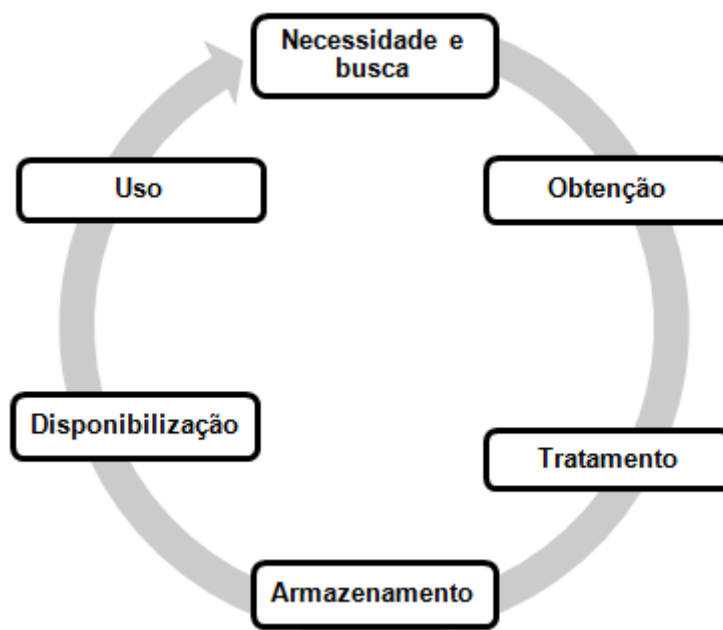 Necessidade e
busca
Obtenção
Tratamento
Armazenamento
Disponibilização
Uso